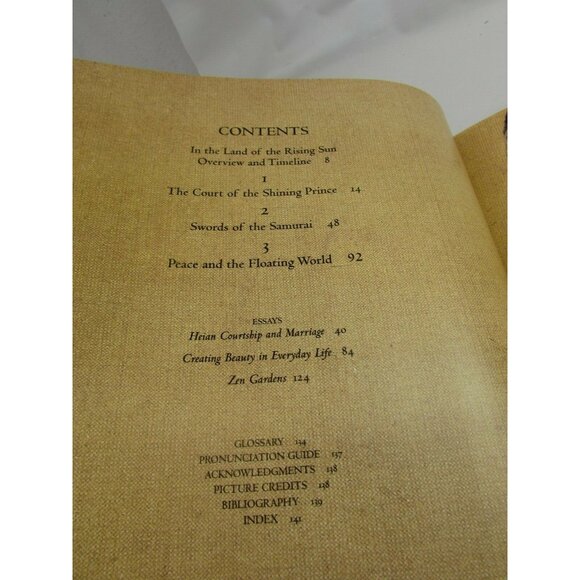 CONTENTS
In the Land of the Rising Sun
Overview and Timeline 8
1
The Court of the Shining Prince 14
2
Swords of the Samurai 48
3
Peace and the Floating World 92
ESSAYS
Heian Courtship and Marriage 40
Creating Beauty in Everyday Life 84
Zen Gardens 124
GLOSSARY 134
PRONUNCIATION GUIDE 137
ACKNOWLEDGMENTS 138
PICTURE CREDITS 138
BIBLIOGRAPHY 139
INDEX 141